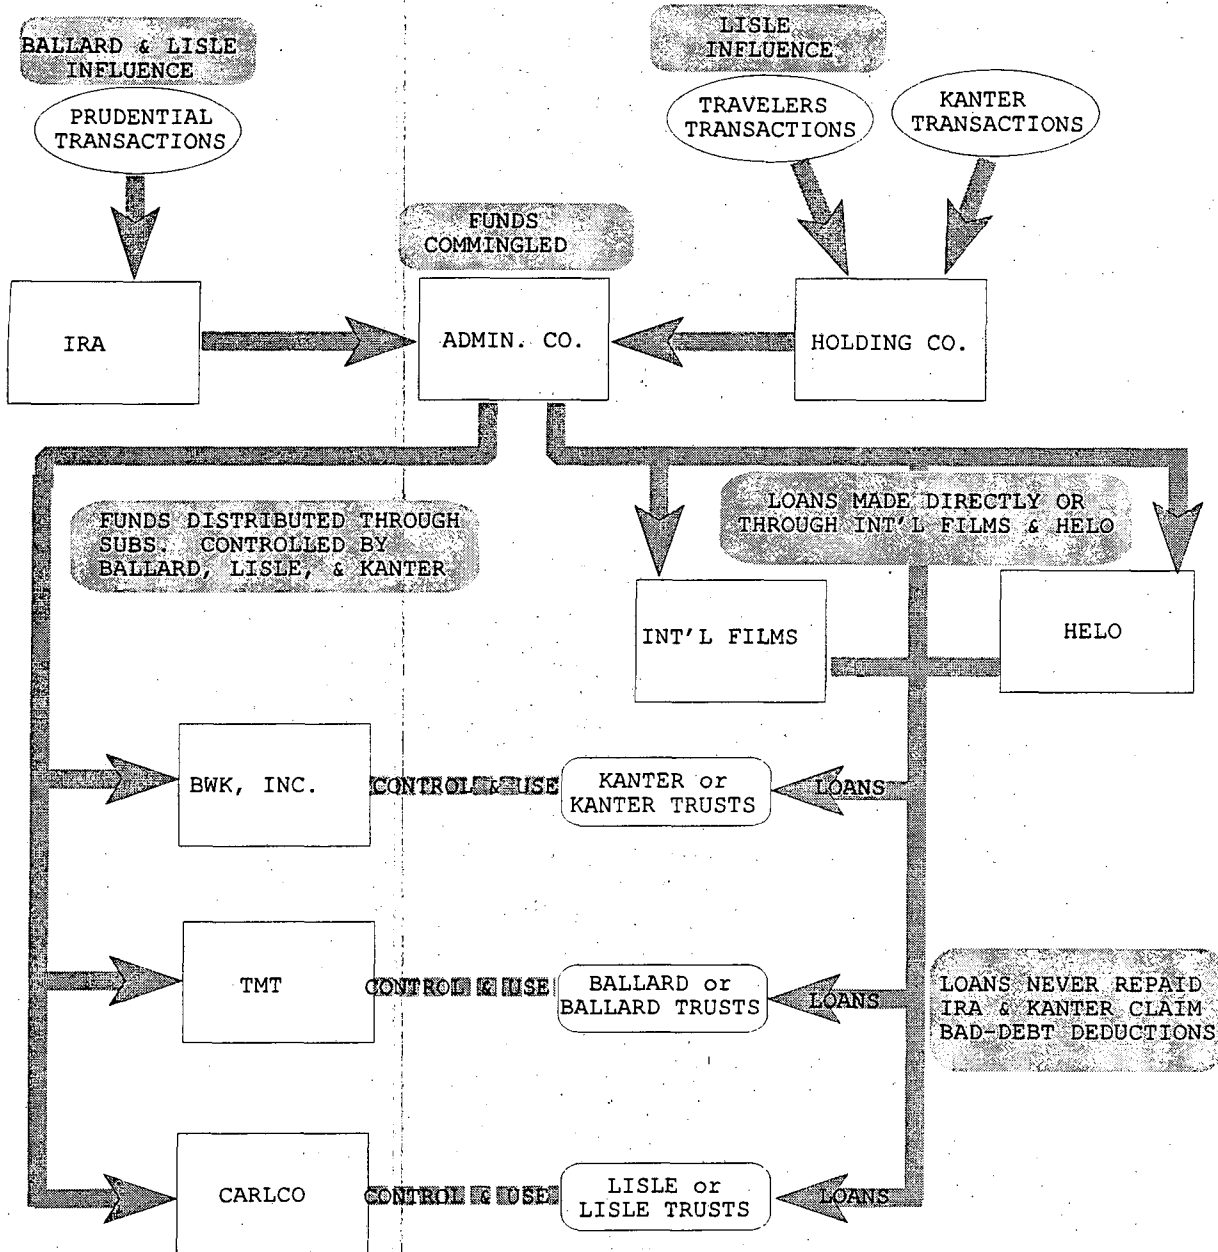 BALLARD & LISLE
INFLUENCE
LISLE
INFLUENCE
PRUDENTIAL
TRANSACTIONS
TRAVELERS
TRANSACTIONS
KANTER
TRANSACTIONS
FUNDS
COMMINGLED
IRA
ADMIN. CO.
HOLDING CO.
FUNDS DISTRIBUTED THROUGH
SUBS. CONTROLLED BY
BALLARD, LISLE, & KANTER
LOANS MADE DIRECTLY OR
THROUGH INT'L FILMS & HELO
INT'L FILMS
HELO
BWK, INC.
CONTROL & USE
KANTER or
KANTER TRUSTS
LOANS
TMT
CONTROL & USE
BALLARD or
BALLARD TRUSTS
LOANS
LOANS NEVER REPAID
IRA & KANTER CLAIM
BAD-DEBT DEDUCTIONS
CARLCO
CONTROL & USE
LISLE or
LISLE TRUSTS
LOANS